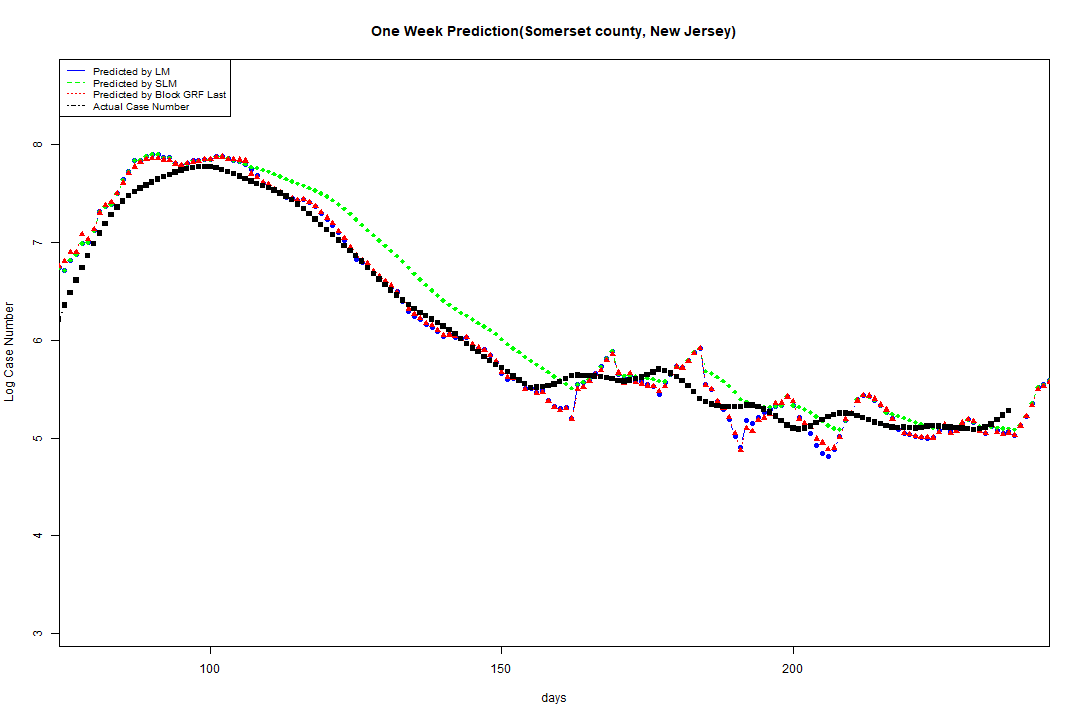 One Week Prediction(Somerset county, New Jersey)
Predicted by LM
Predicted by SLM
Predicted by Block GRF Last
Actual Case Number
8
7
6
5
4
3
Log Case Number
100
150
200
days